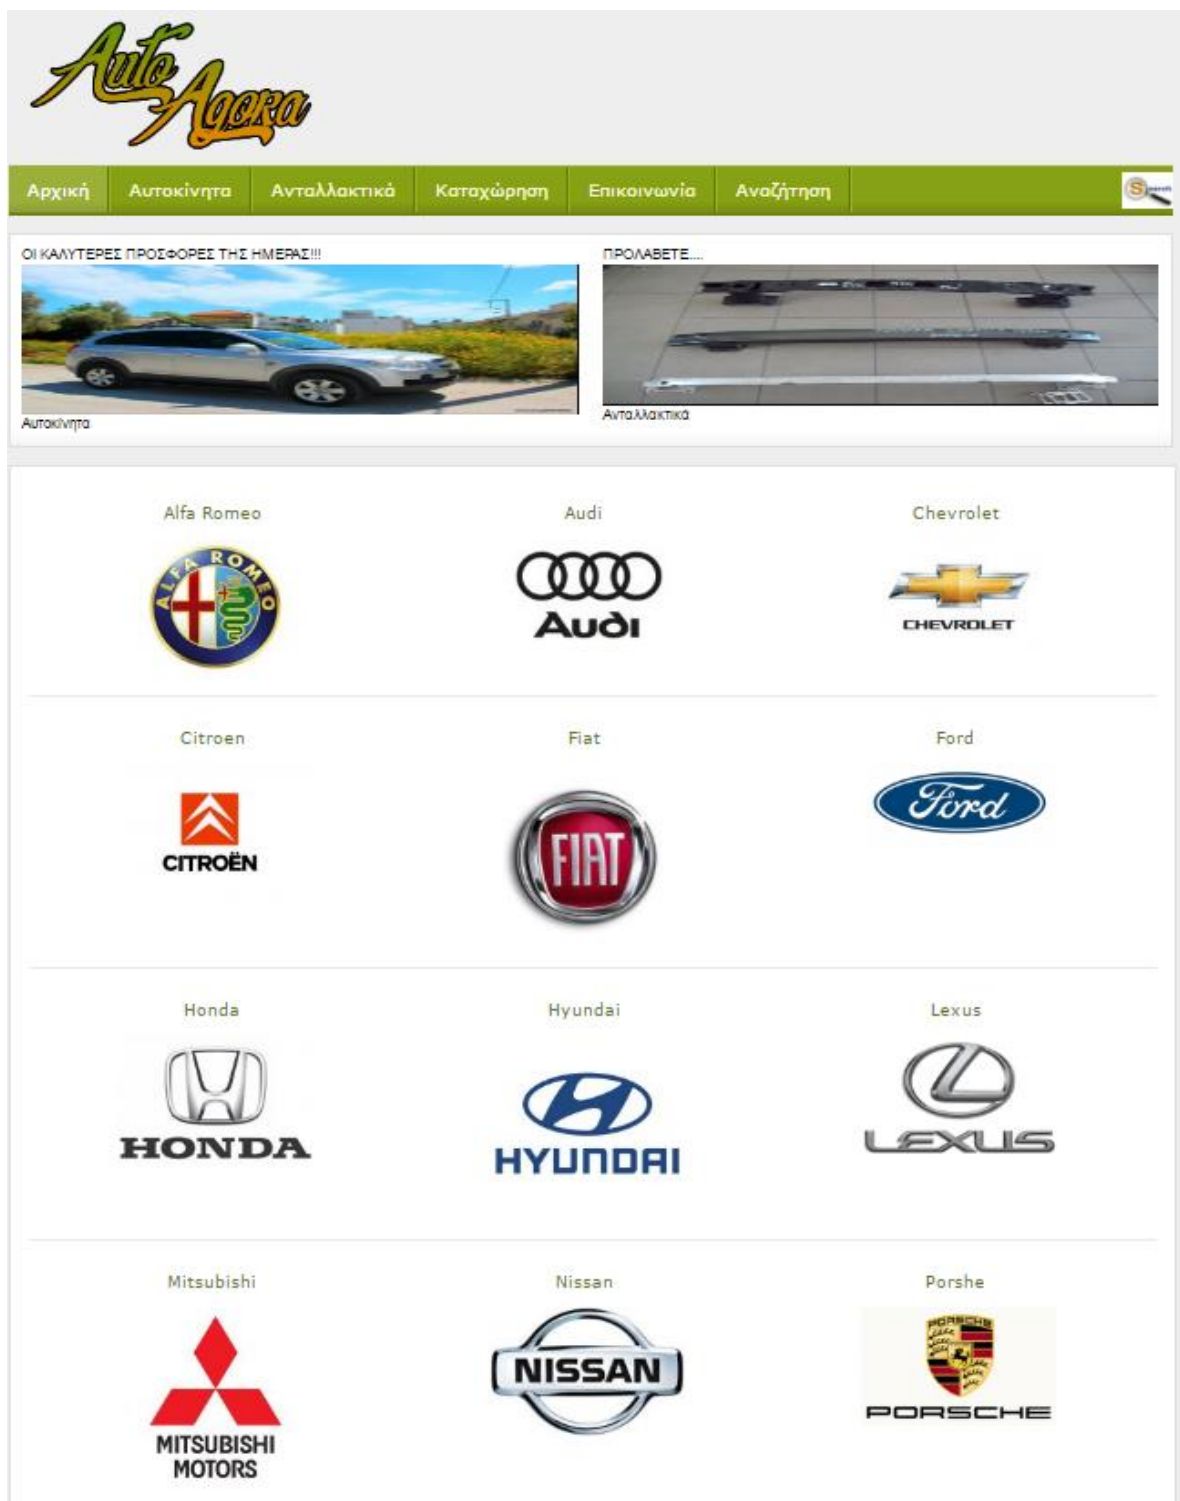 Auto
Agora
Αρχική Αυτοκίνητα Ανταλλακτικά Καταχώρηση Επικοινωνία Αναζήτηση Search
ΟΙ ΚΑΛΥΤΕΡΕΣ ΠΡΟΣΦΟΡΕΣ ΤΗΣ ΗΜΕΡΑΣ!!! ΠΡΟΛΑΒΕΤΕ....
Αυτοκίνητα Ανταλλακτικά
Alfa Romeo Audi Chevrolet
ALFA ROMEO Audi CHEVROLET
Citroen Fiat Ford
CITROËN FIAT Ford
Honda Hyundai Lexus
HONDA HYUNDAI LEXUS
Mitsubishi Nissan Porshe
MITSUBISHI
MOTORS
NISSAN
PORSCHE
PORSCHE